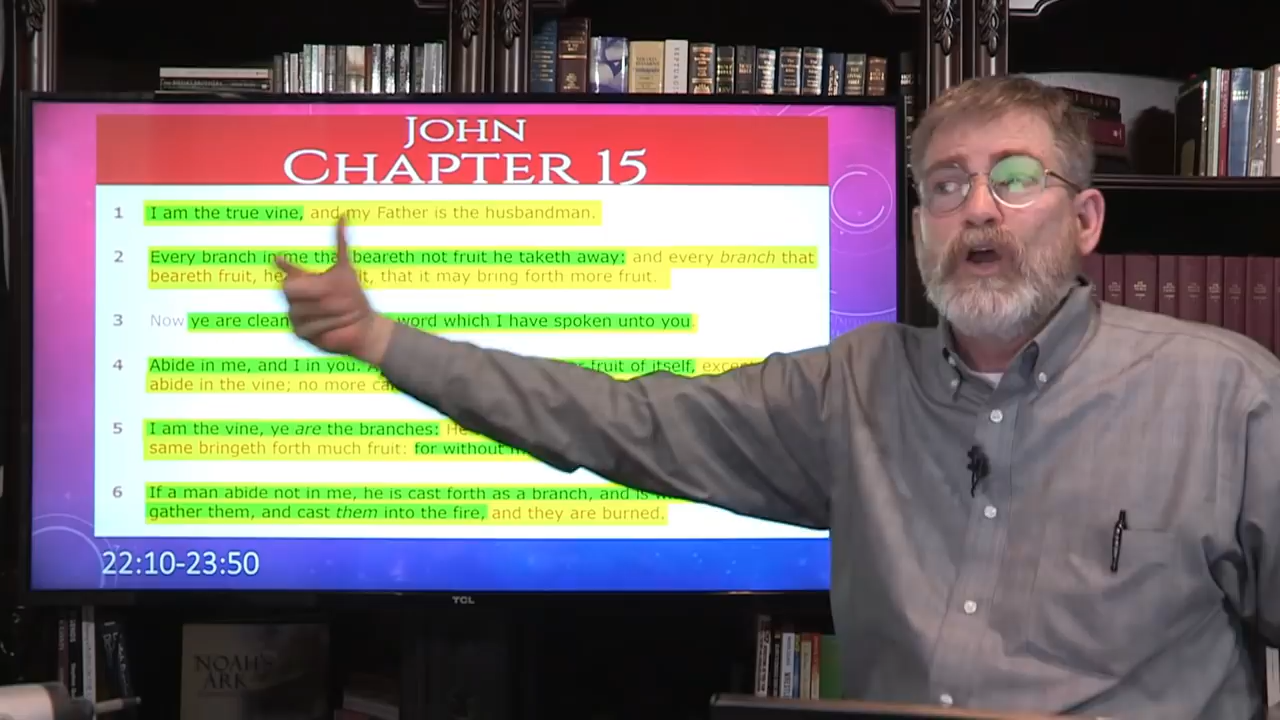 JOHN
CHAPTER 15
1 I am the true vine, and my Father is the husbandman.
2 Every branch in me that beareth not fruit he taketh away: and every branch that
beareth fruit, he it, that it may bring forth more fruit.
3 Now ye are clean word which I have spoken unto you
4 Abide in me, and I in you. fruit of itself,
abide in the vine; no more
5 I am the vine, ye are the branches:
same bringeth forth much fruit: for without
6 If a man abide not in me, he is cast forth as a branch, and is
gather them, and cast them into the fire, and they are burned.
22:10-23:50
TCL
NOAH'S
ARK